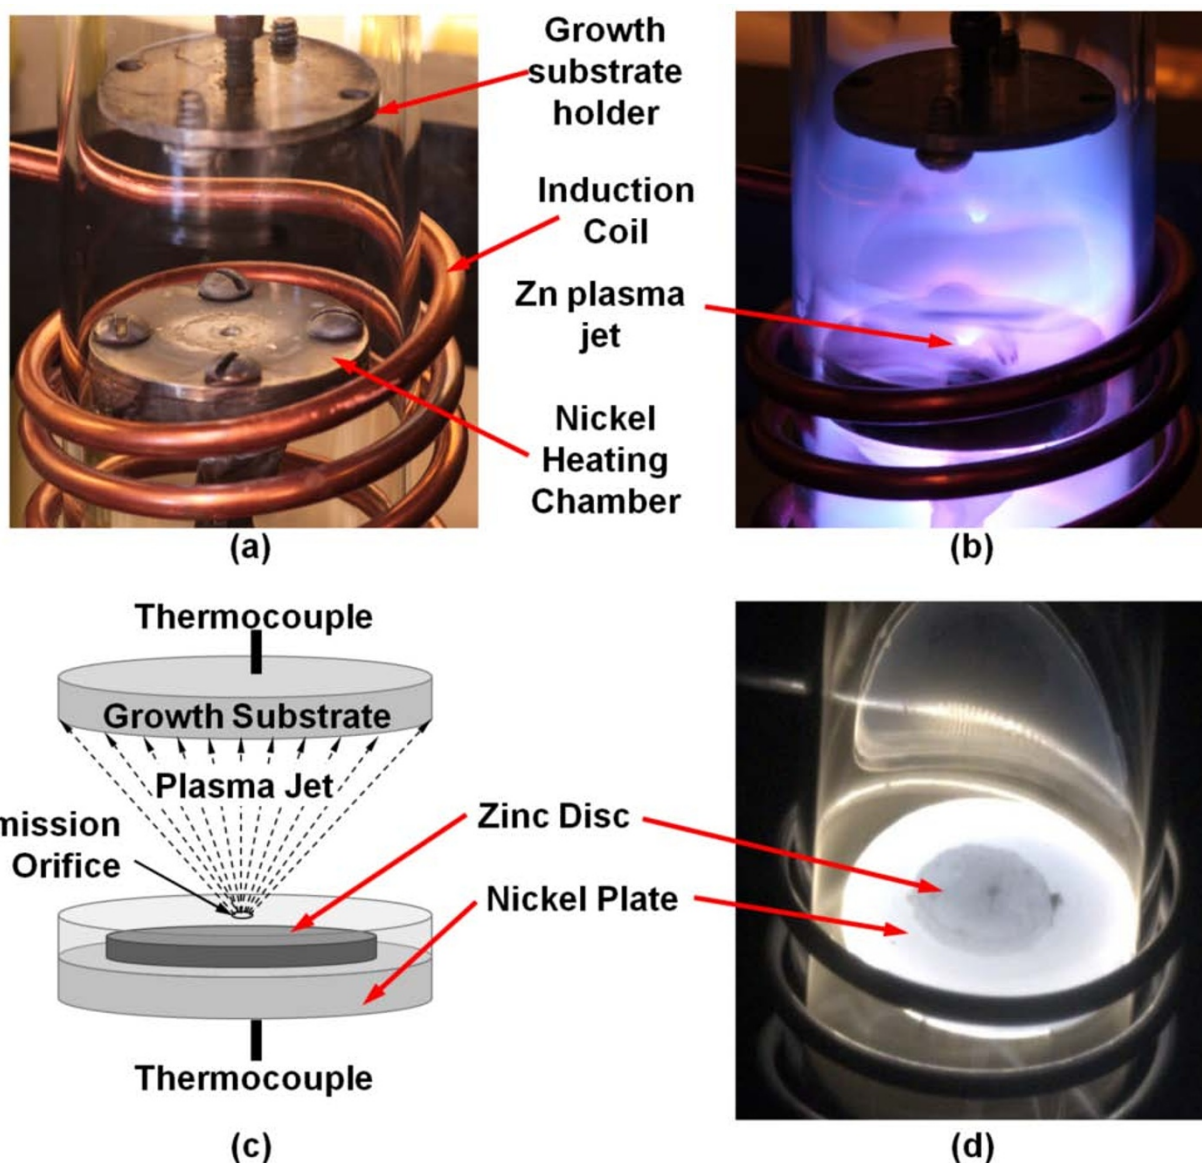 Growth
substrate
holder
Induction
Coil
Zn plasma
jet
Nickel
Heating
Chamber
(a)
(b)
Thermocouple
Growth Substrate
Plasma Jet
mission
Orifice
Zinc Disc
Nickel Plate
Thermocouple
(c)
(d)